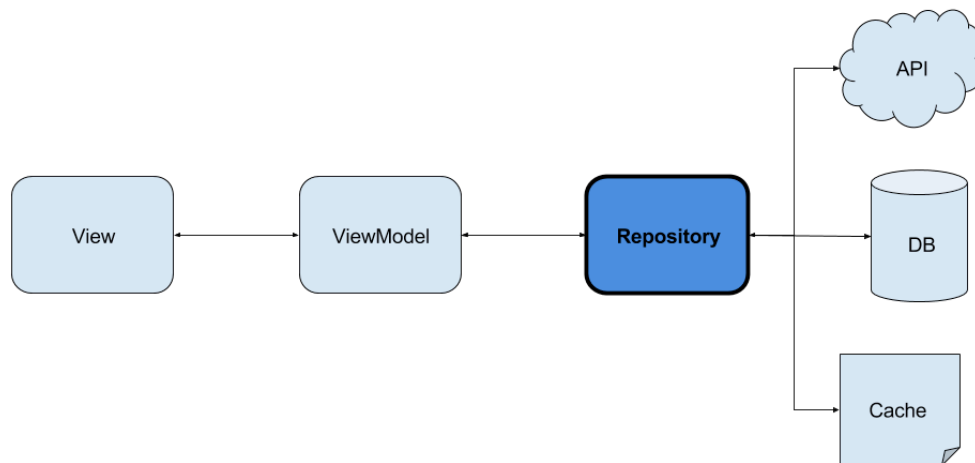 API
View
ViewModel
Repository
DB
Cache